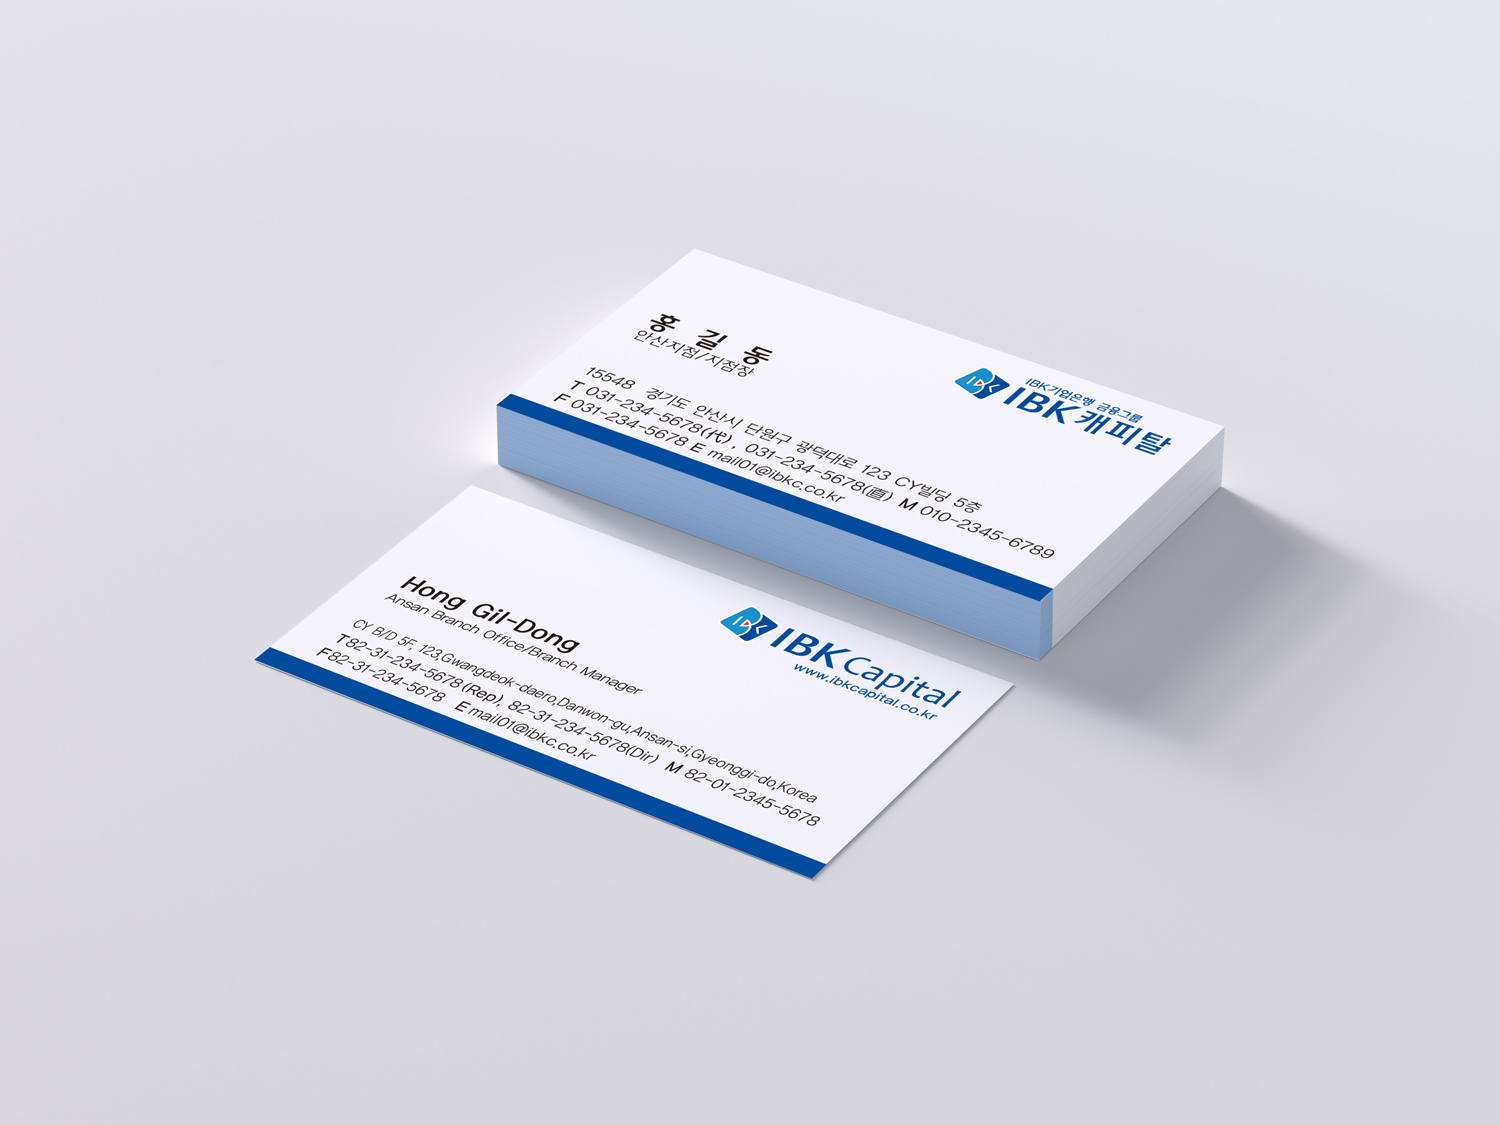 홍 길 동
안산지점/지점장
IBK기업은행 금융그룹
IBK
IBK캐피탈
15548 경기도 안산시 단원구 광덕대로 123 CY빌딩 5층
T 031-234-5678(代), 031-234-5678(直) M 010-2345-6789
F 031-234-5678 E mail01@ibkc.co.kr
Hong Gil-Dong
Ansan Branch Office/Branch Manager
IBK
IBK Capital
www.ibkcapital.co.kr
CY B/D 5F, 123,Gwangdeok-daero,Danwon-gu,Ansan-si,Gyeonggi-do,Korea
T82-31-234-5678 (Rep), 82-31-234-5678(Dir) M 82-01-2345-5678
F82-31-234-5678 E mail01@ibkc.co.kr